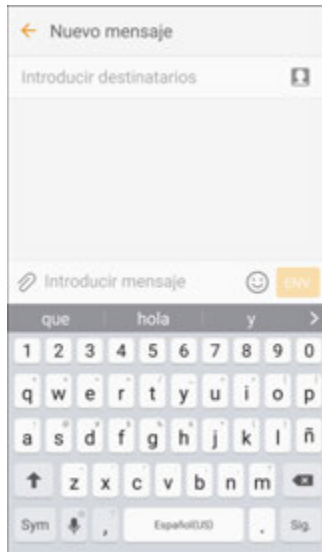 Nuevo mensaje
Introducir destinatarios
Introducir mensaje ENV
que hola y
1 2 3 4 5 6 7 8 9 0
q w e r t y u i o p
a s d f g h j k l ñ
z x c v b n m
Sym , Español(US) . Sig.